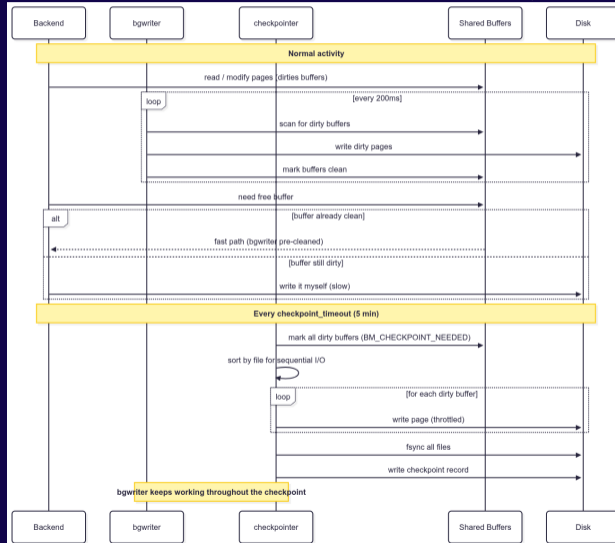 Backend
bgwriter
checkpointer
Shared Buffers
Disk
Normal activity
read / modify pages (dirties buffers)
loop
[every 200ms]
scan for dirty buffers
write dirty pages
mark buffers clean
need free buffer
alt
[buffer already clean]
fast path (bgwriter pre-cleaned)
[buffer still dirty]
write it myself (slow)
Every checkpoint_timeout (5 min)
mark all dirty buffers (BM_CHECKPOINT_NEEDED)
sort by file for sequential I/O
loop
[for each dirty buffer]
write page (throttled)
fsync all files
write checkpoint record
bgwriter keeps working throughout the checkpoint
Backend
bgwriter
checkpointer
Shared Buffers
Disk